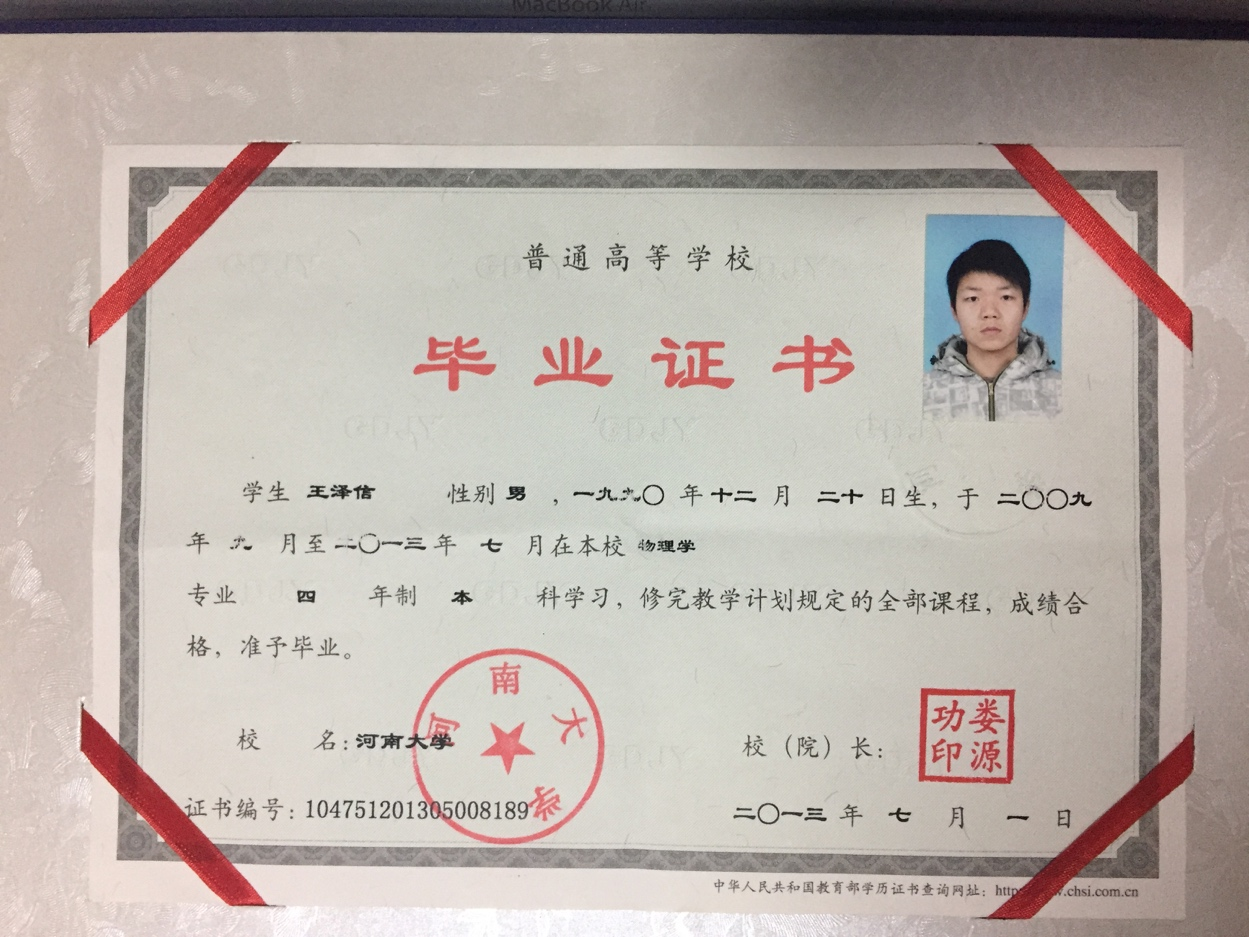 MacBook Air
普通高等学校
毕业证书
学生 王泽信 性别 男 ，一九九〇 年 十二 月 二十 日生，于 二〇〇九
年 九 月至 二〇一三 年 七 月在本校 物理学
专业 四 年制 本 科学习，修完教学计划规定的全部课程，成绩合
格，准予毕业。
河南大学
校 名：河南大学
校（院）长：
娄源功印
证书编号：104751201305008189
二〇一三 年 七 月 一 日
中华人民共和国教育部学历证书查询网址：http .chsi.com.cn